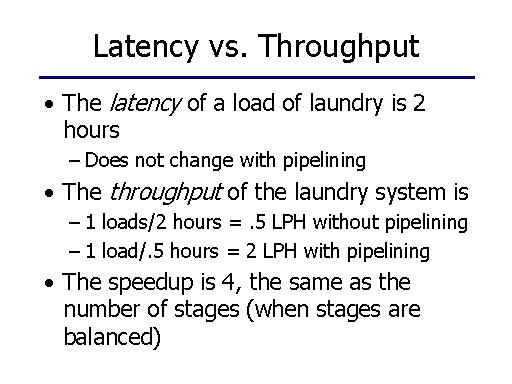 Latency vs. Throughput
• The latency of a load of laundry is 2
hours
– Does not change with pipelining
• The throughput of the laundry system is
– 1 loads/2 hours = .5 LPH without pipelining
– 1 load/.5 hours = 2 LPH with pipelining
• The speedup is 4, the same as the
number of stages (when stages are
balanced)